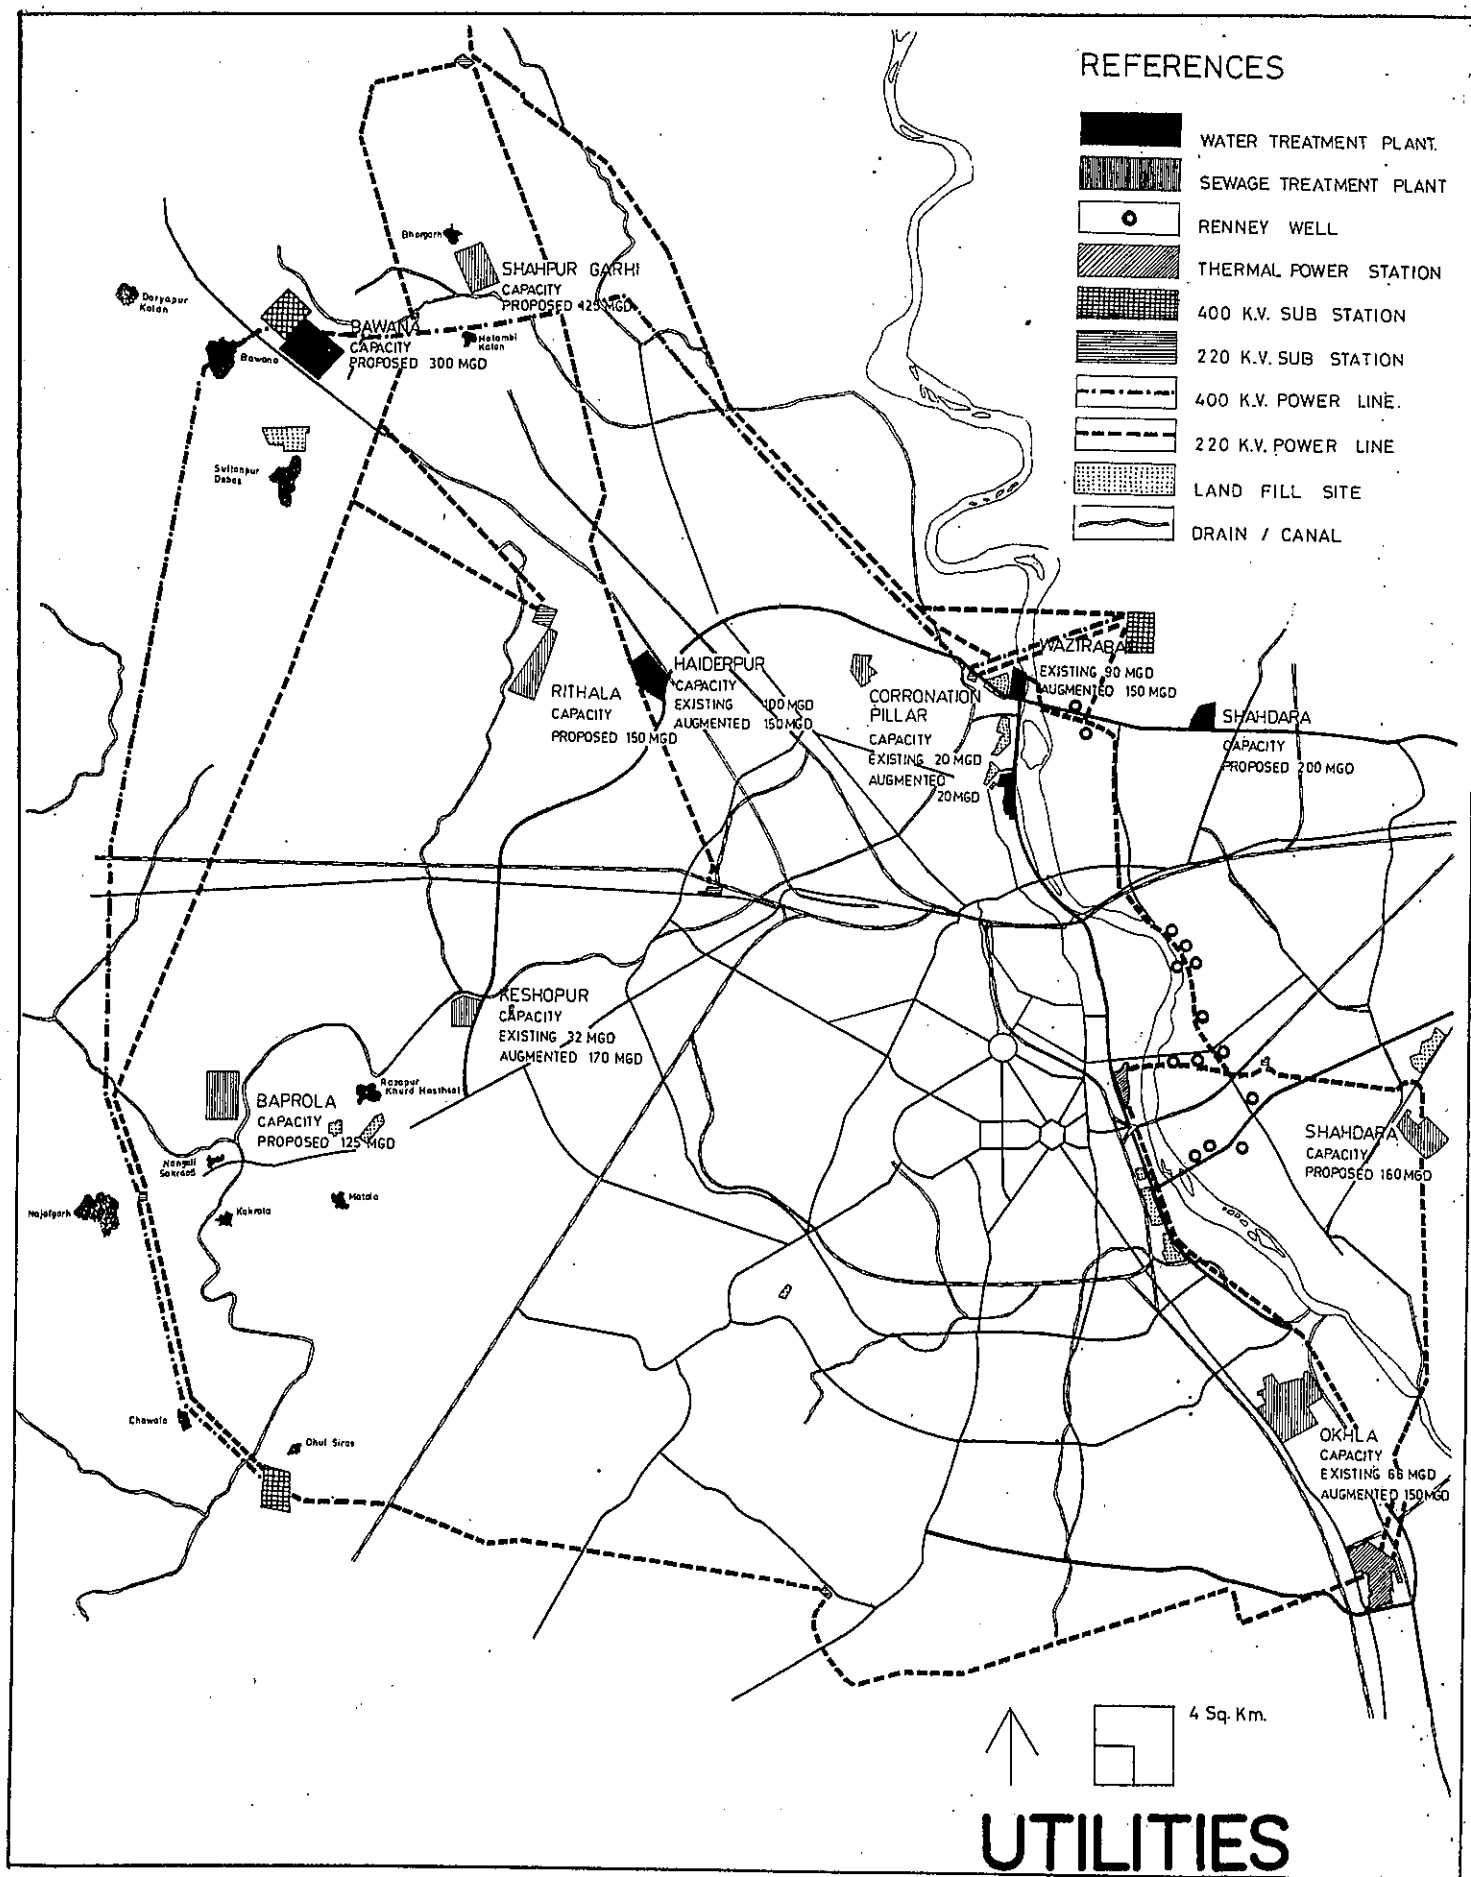 REFERENCES
WATER TREATMENT PLANT.
SEWAGE TREATMENT PLANT
RENNEY WELL
THERMAL POWER STATION
400 K.V. SUB STATION
220 K.V. SUB STATION
400 K.V. POWER LINE.
220 K.V. POWER LINE
LAND FILL SITE
DRAIN / CANAL
Bhorgarh
SHAHPUR GARHI
CAPACITY
PROPOSED 425 MGD
Daryapur
Kalan
BAWANA
CAPACITY
PROPOSED 300 MGD
Holambi
Kalan
Bawana
Sultanpur
Dabas
WAZIRABA
EXISTING 90 MGD
AUGMENTED 150 MGD
HAIDERPUR
CAPACITY
EXISTING 100 MGD
AUGMENTED 150 MGD
RITHALA
CAPACITY
PROPOSED 150 MGD
CORRONATION
PILLAR
CAPACITY
EXISTING 20 MGD
AUGMENTED
20 MGD
SHAHDARA
CAPACITY
PROPOSED 200 MGD
KESHOPUR
CAPACITY
EXISTING 32 MGD
AUGMENTED 170 MGD
Razapur
Khurd Hasthsal
BAPROLA
CAPACITY
PROPOSED 125 MGD
Nangali
Sakraoti
SHAHDARA
CAPACITY
PROPOSED 160 MGD
Najafgarh
Kakrola
Matala
Chawala
Dhul Siras
OKHLA
CAPACITY
EXISTING 66 MGD
AUGMENTED 150 MGD
4 Sq. Km.
UTILITIES